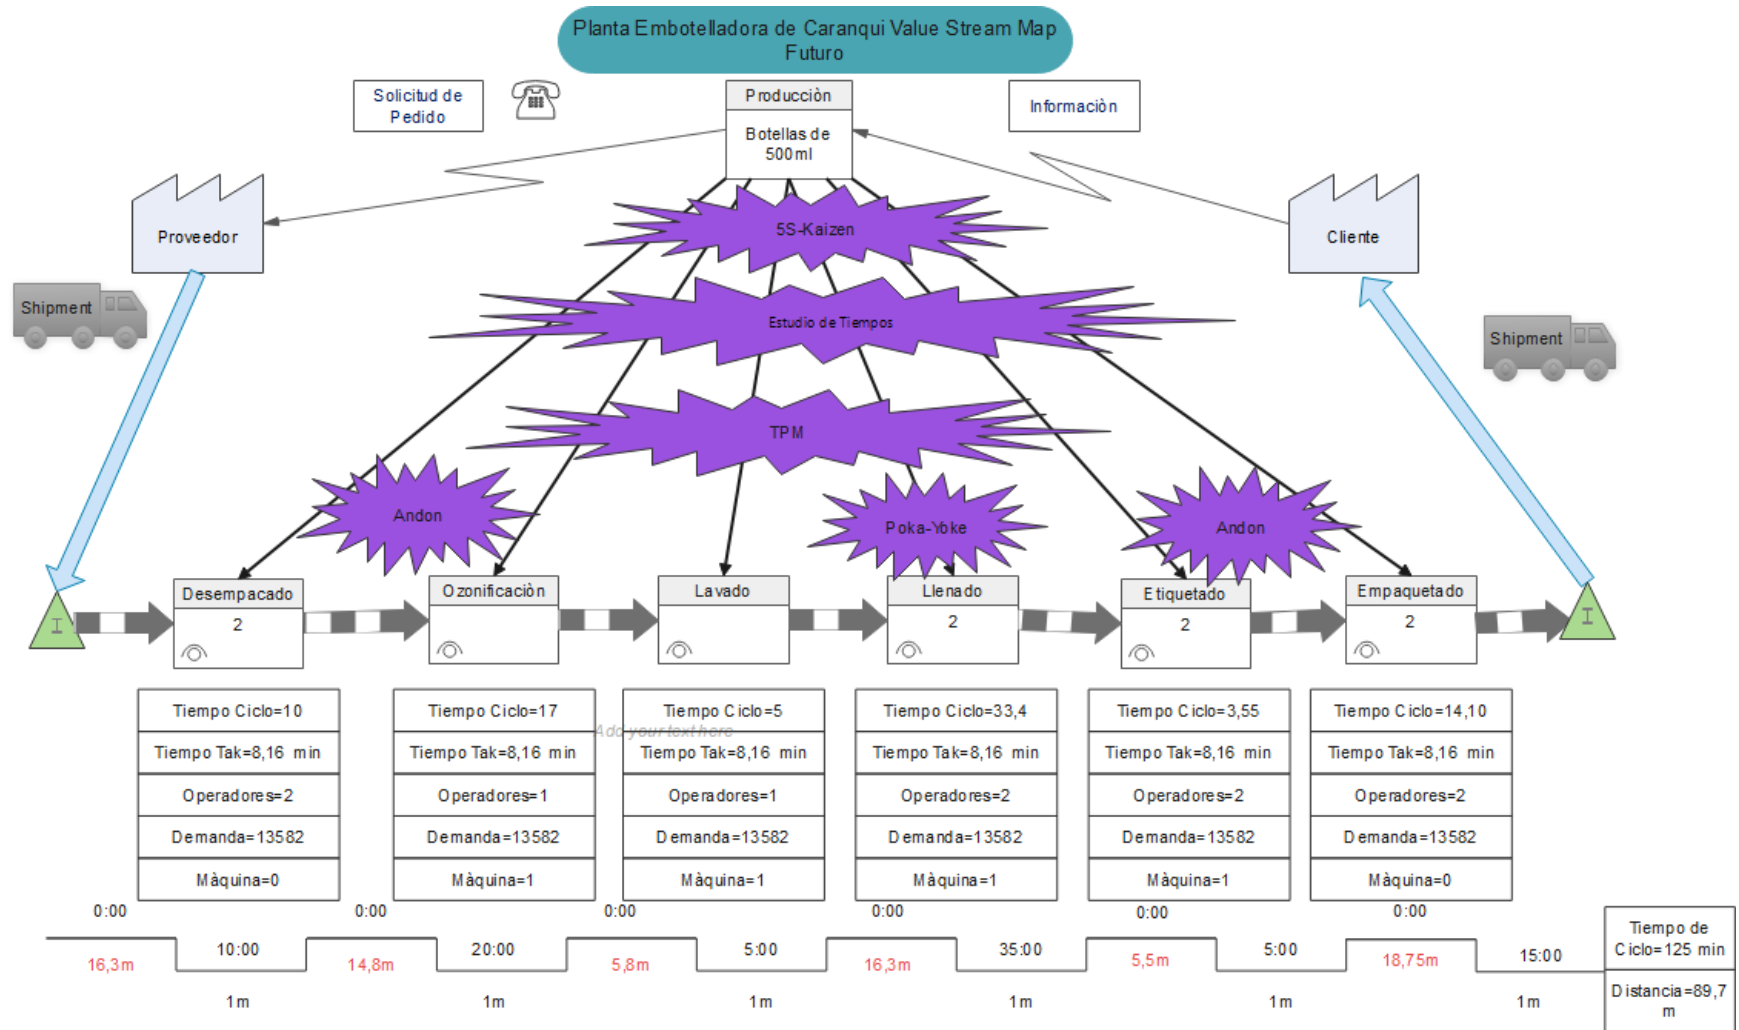 Planta Embotelladora de Caranqui Value Stream Map
Futuro
Solicitud de
Pedido
Producciòn
Botellas de
500ml
Informaciòn
Proveedor
Cliente
Shipment
Shipment
5S-Kaizen
Estudio de Tiempos
TPM
Andon
Poka-Yoke
Andon
I
Desempacado
2
Ozonificaciòn
Lavado
Llenado
2
Etiquetado
2
Empaquetado
2
I
Tiempo Ciclo=10
Tiempo Tak=8,16 min
Operadores=2
Demanda=13582
Màquina=0
Tiempo Ciclo=17
Tiempo Tak=8,16 min
Operadores=1
Demanda=13582
Màquina=1
Add your text here
Tiempo Ciclo=5
Tiempo Tak=8,16 min
Operadores=1
Demanda=13582
Màquina=1
Tiempo Ciclo=33,4
Tiempo Tak=8,16 min
Operadores=2
Demanda=13582
Màquina=1
Tiempo Ciclo=3,55
Tiempo Tak=8,16 min
Operadores=2
Demanda=13582
Màquina=1
Tiempo Ciclo=14,10
Tiempo Tak=8,16 min
Operadores=2
Demanda=13582
Màquina=0
0:00 0:00 0:00 0:00 0:00 0:00
10:00 20:00 5:00 35:00 5:00 15:00
16,3m 14,8m 5,8m 16,3m 5,5m 18,75m
1m 1m 1m 1m 1m 1m
Tiempo de
Ciclo=125 min
Distancia=89,7
m